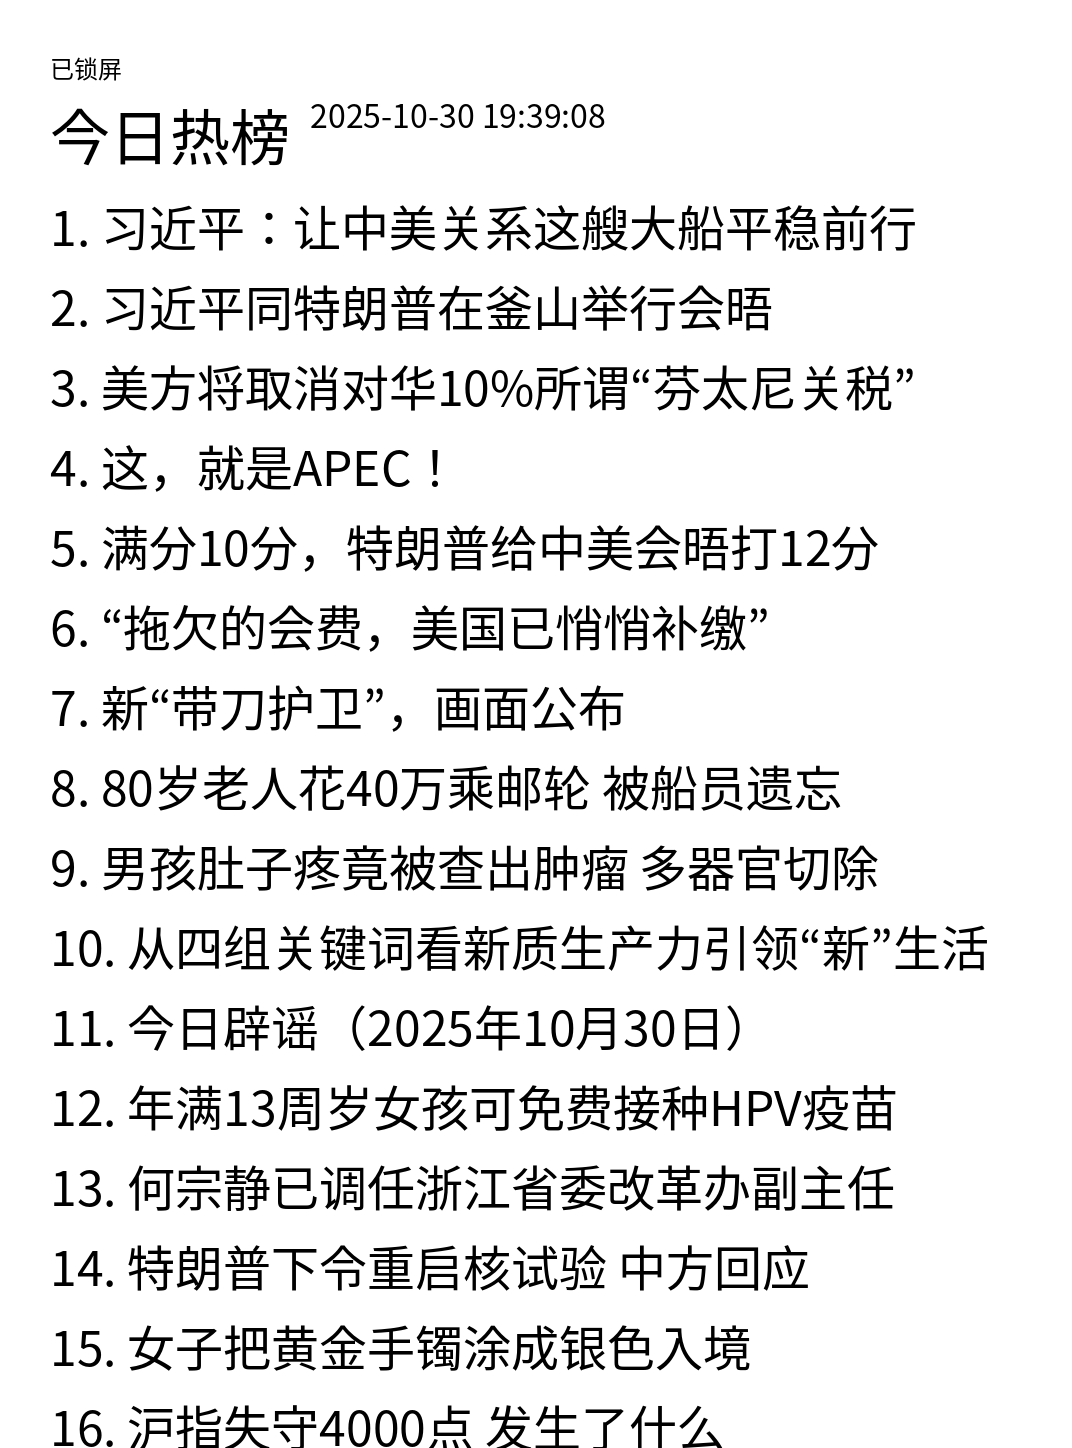 已锁屏
今日热榜 2025-10-30 19:39:08
1. 习近平：让中美关系这艘大船平稳前行
2. 习近平同特朗普在釜山举行会晤
3. 美方将取消对华10%所谓“芬太尼关税”
4. 这，就是APEC！
5. 满分10分，特朗普给中美会晤打12分
6. “拖欠的会费，美国已悄悄补缴”
7. 新“带刀护卫”，画面公布
8. 80岁老人花40万乘邮轮 被船员遗忘
9. 男孩肚子疼竟被查出肿瘤 多器官切除
10. 从四组关键词看新质生产力引领“新”生活
11. 今日辟谣（2025年10月30日）
12. 年满13周岁女孩可免费接种HPV疫苗
13. 何宗静已调任浙江省委改革办副主任
14. 特朗普下令重启核试验 中方回应
15. 女子把黄金手镯涂成银色入境
16. 沪指失守4000点 发生了什么